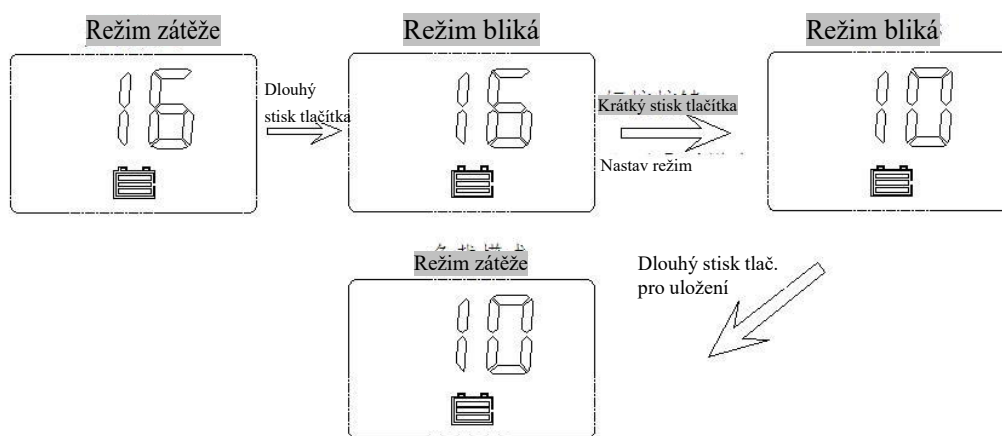 Režim zátěže
Režim bliká
Režim bliká
16
Dlouhý
stisk tlačítka
16
Krátký stisk tlačítka
Nastav režim
10
Režim zátěže
Dlouhý stisk tlač.
pro uložení
10